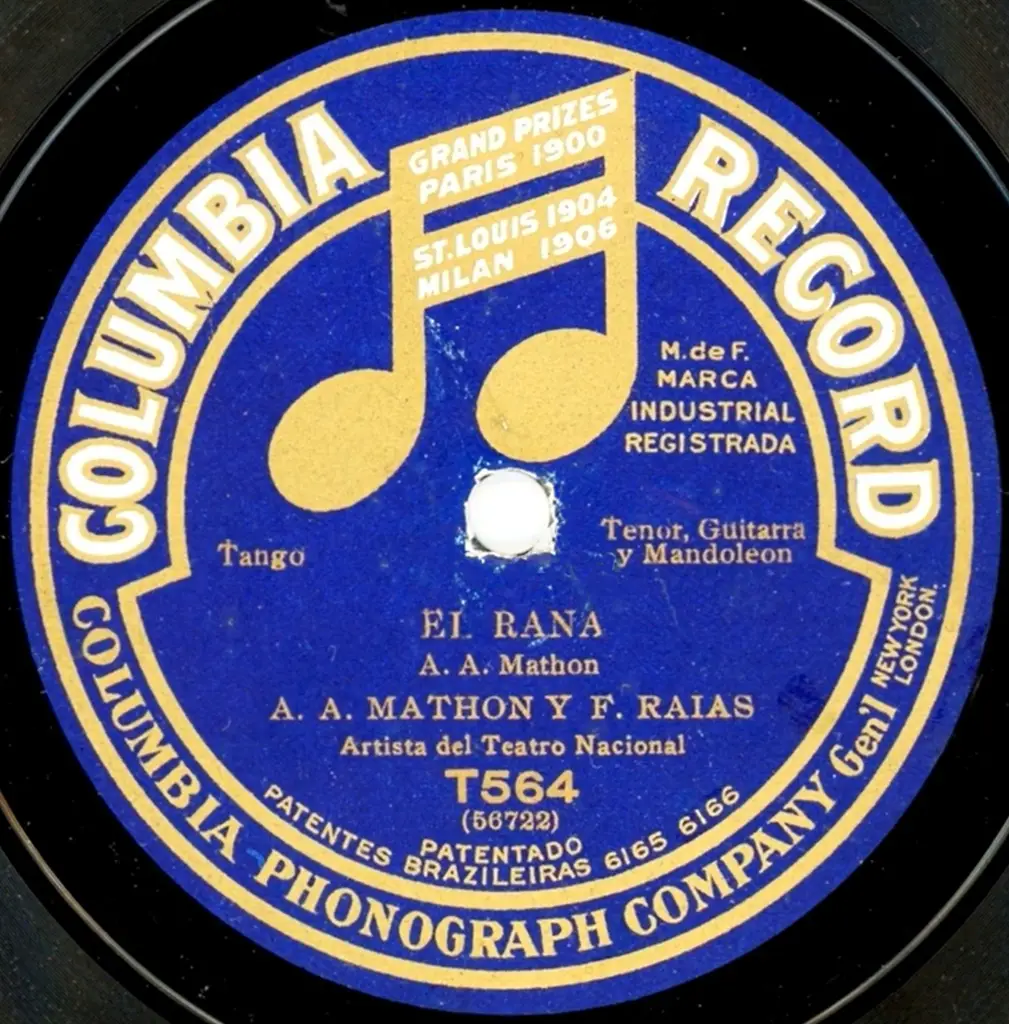 COLUMBIA RECORD
GRAND PRIZES
PARIS 1900
ST. LOUIS 1904
MILAN 1906
M. de F.
MARCA
INDUSTRIAL
REGISTRADA
Tango
Tenor, Guitarra
y Mandoleon
EL RANA
A. A. Mathon
A. A. MATHON Y F. RAIAS
Artista del Teatro Nacional
T564
(56722)
PATENTADO
PATENTES BRAZILEIRAS 6165 6166
COLUMBIA PHONOGRAPH COMPANY Gen'l
NEW YORK
LONDON.